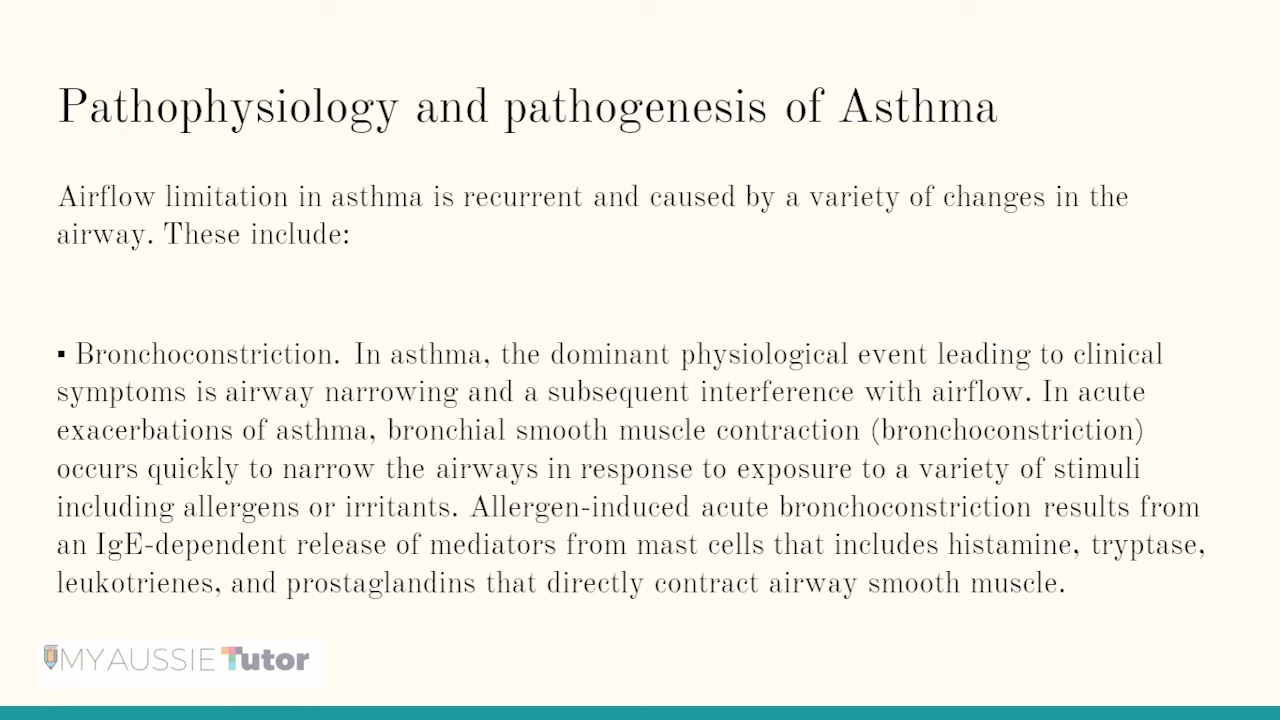 Pathophysiology and pathogenesis of Asthma
Airflow limitation in asthma is recurrent and caused by a variety of changes in the
airway. These include:
▪ Bronchoconstriction. In asthma, the dominant physiological event leading to clinical
symptoms is airway narrowing and a subsequent interference with airflow. In acute
exacerbations of asthma, bronchial smooth muscle contraction (bronchoconstriction)
occurs quickly to narrow the airways in response to exposure to a variety of stimuli
including allergens or irritants. Allergen-induced acute bronchoconstriction results from
an IgE-dependent release of mediators from mast cells that includes histamine, tryptase,
leukotrienes, and prostaglandins that directly contract airway smooth muscle.
MY AUSSIE Tutor